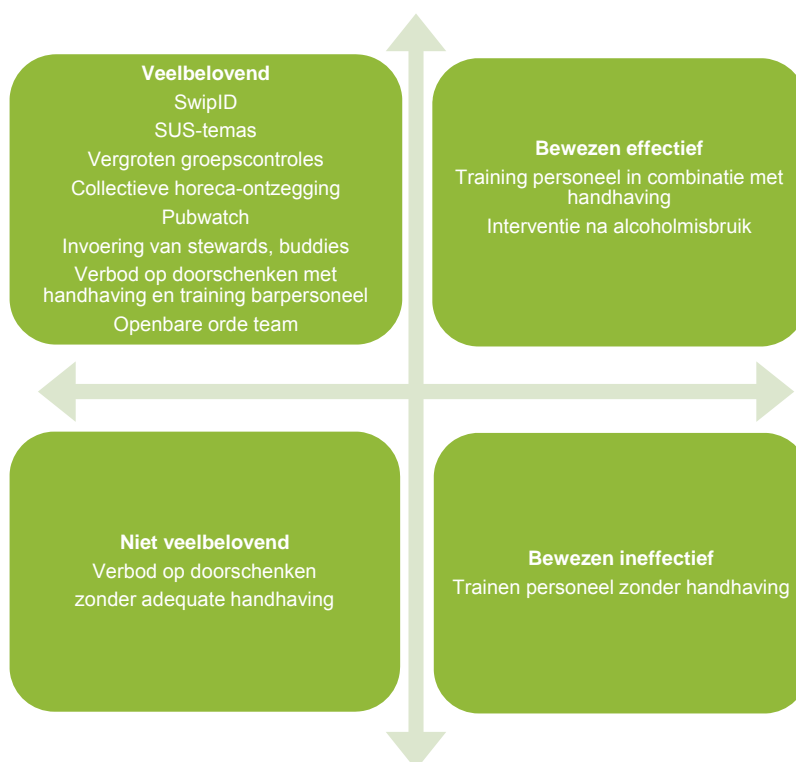 Veelbelovend
SwipID
SUS-temas
Vergroten groepscontroles
Collectieve horeca-ontzegging
Pubwatch
Invoering van stewards, buddies
Verbod op doorschenken met
handhaving en training barpersoneel
Openbare orde team
Bewezen effectief
Training personeel in combinatie met
handhaving
Interventie na alcoholmisbruik
Niet veelbelovend
Verbod op doorschenken
zonder adequate handhaving
Bewezen ineffectief
Trainen personeel zonder handhaving